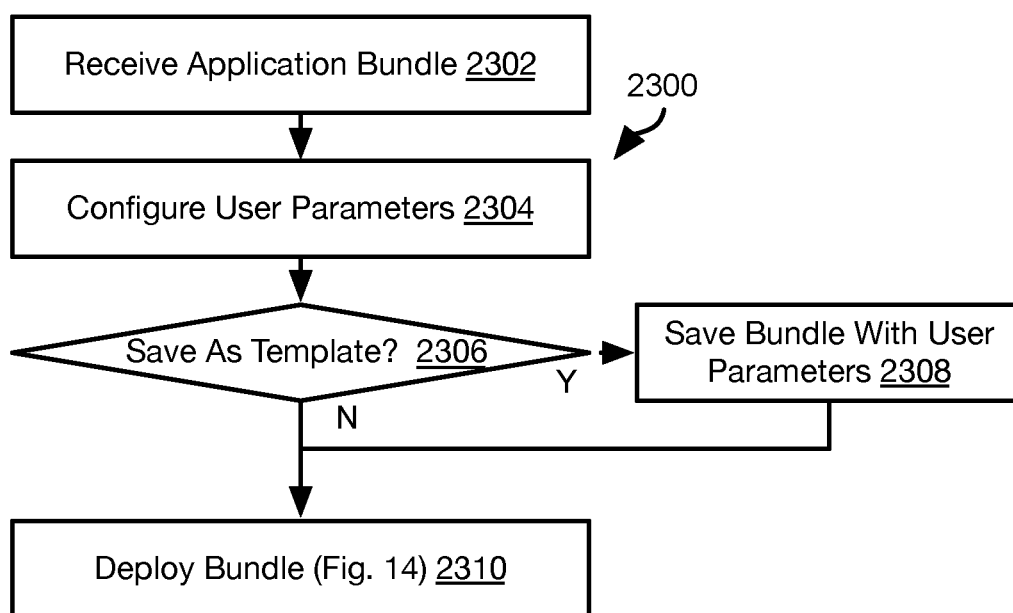 Receive Application Bundle 2302
2300
Configure User Parameters 2304
Save As Template? 2306
Y
Save Bundle With User
Parameters 2308
N
Deploy Bundle (Fig. 14) 2310